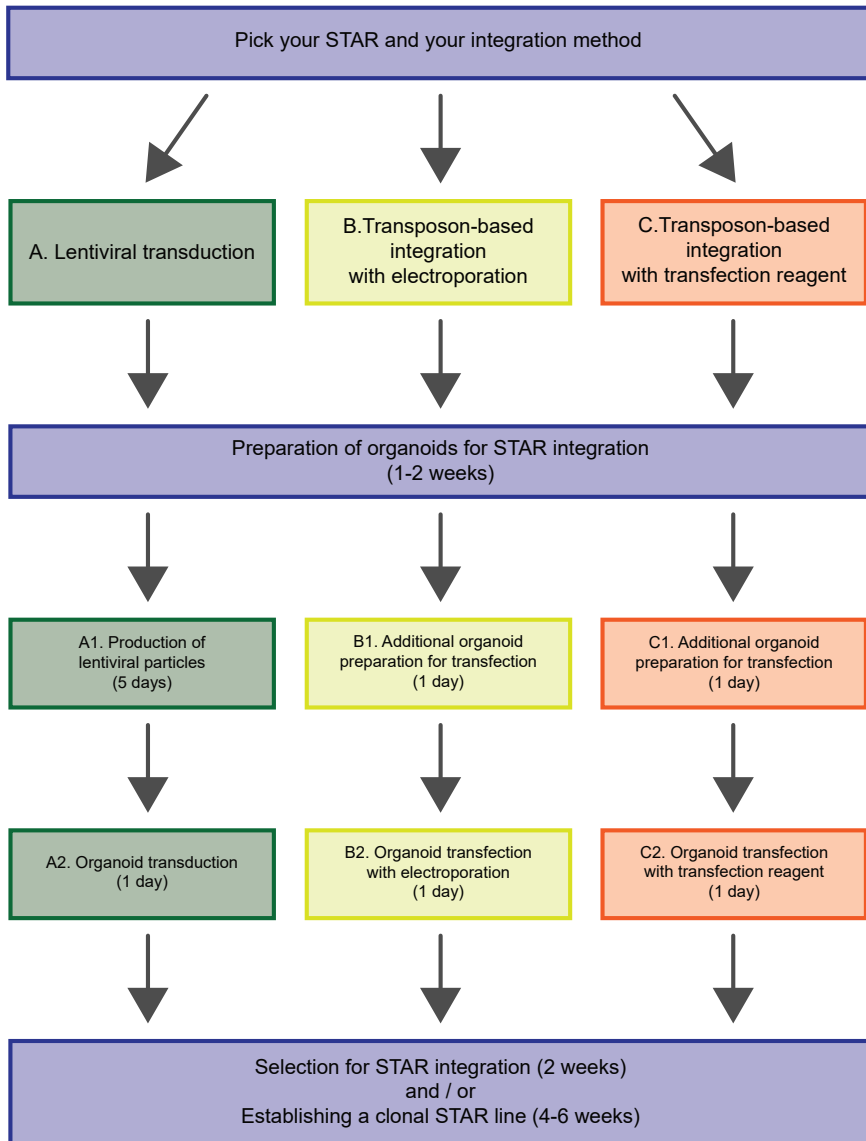 Pick your STAR and your integration method
A. Lentiviral transduction
B.Transposon-based
integration
with electroporation
C.Transposon-based
integration
with transfection reagent
Preparation of organoids for STAR integration
(1-2 weeks)
A1. Production of
lentiviral particles
(5 days)
B1. Additional organoid
preparation for transfection
(1 day)
C1. Additional organoid
preparation for transfection
(1 day)
A2. Organoid transduction
(1 day)
B2. Organoid transfection
with electroporation
(1 day)
C2. Organoid transfection
with transfection reagent
(1 day)
Selection for STAR integration (2 weeks)
and / or
Establishing a clonal STAR line (4-6 weeks)